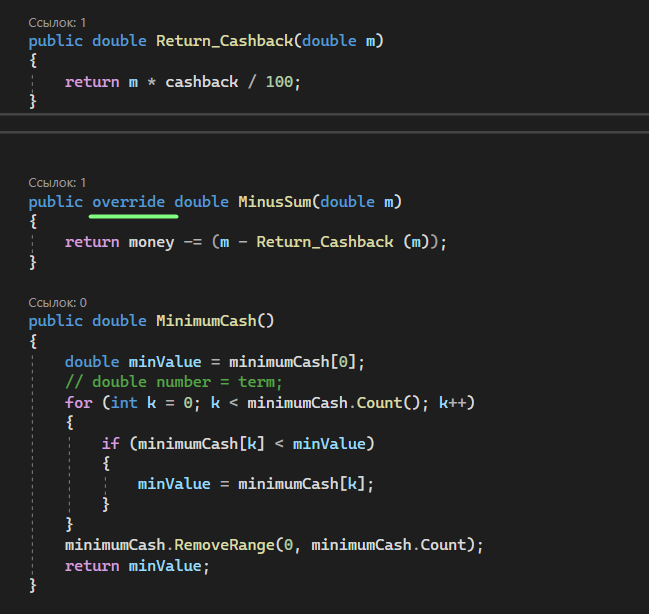 Ссылок: 1
public double Return_Cashback(double m)
{
return m * cashback / 100;
}
Ссылок: 1
public override double MinusSum(double m)
{
return money -= (m - Return_Cashback (m));
}
Ссылок: 0
public double MinimumCash()
{
double minValue = minimumCash[0];
// double number = term;
for (int k = 0; k < minimumCash.Count(); k++)
{
if (minimumCash[k] < minValue)
{
minValue = minimumCash[k];
}
}
minimumCash.RemoveRange(0, minimumCash.Count);
return minValue;
}